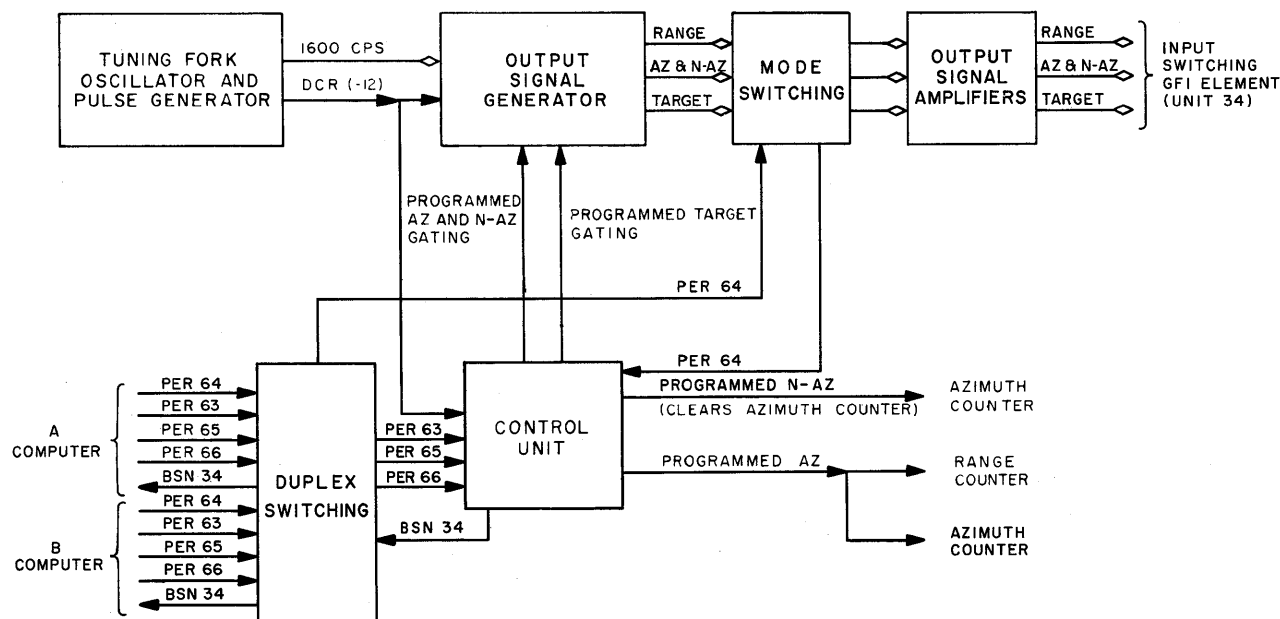 TUNING FORK
OSCILLATOR AND
PULSE GENERATOR
1600 CPS
DCR (-12)
OUTPUT
SIGNAL
GENERATOR
RANGE
AZ & N-AZ
TARGET
MODE
SWITCHING
OUTPUT
SIGNAL
AMPLIFIERS
RANGE
AZ & N-AZ
TARGET
INPUT
SWITCHING
GFI ELEMENT
(UNIT 34)
PROGRAMMED
AZ AND N-AZ
GATING
PROGRAMMED TARGET
GATING
PER 64
PER 64
A
COMPUTER
PER 64
PER 63
PER 65
PER 66
BSN 34
B
COMPUTER
PER 64
PER 63
PER 65
PER 66
BSN 34
DUPLEX
SWITCHING
PER 63
PER 65
PER 66
BSN 34
CONTROL
UNIT
PROGRAMMED N-AZ
(CLEARS AZIMUTH COUNTER)
AZIMUTH
COUNTER
PROGRAMMED AZ
RANGE
COUNTER
AZIMUTH
COUNTER